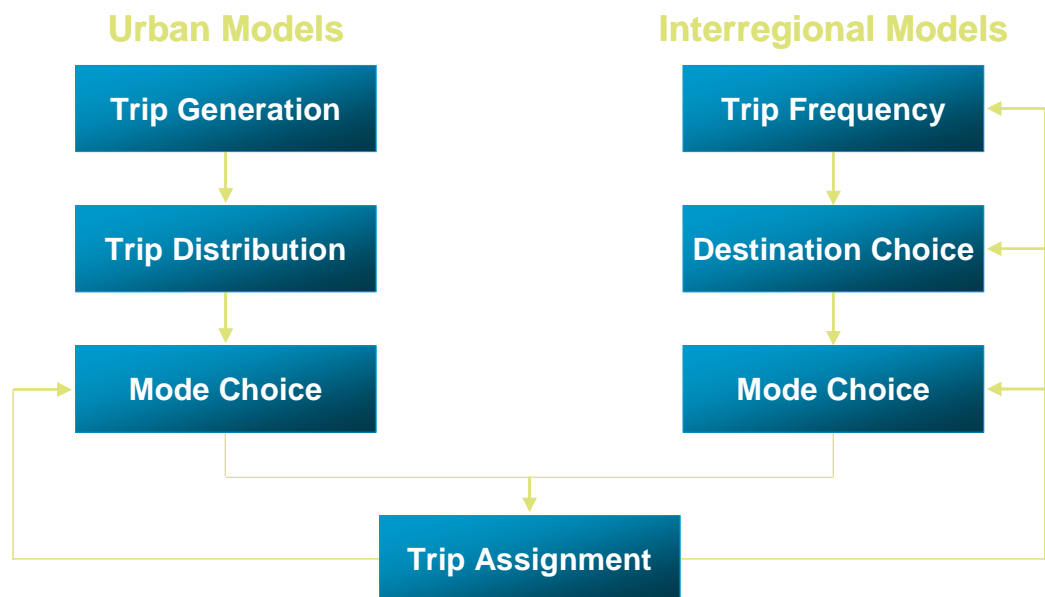 Urban Models
Interregional Models
Trip Generation
Trip Frequency
Trip Distribution
Destination Choice
Mode Choice
Mode Choice
Trip Assignment